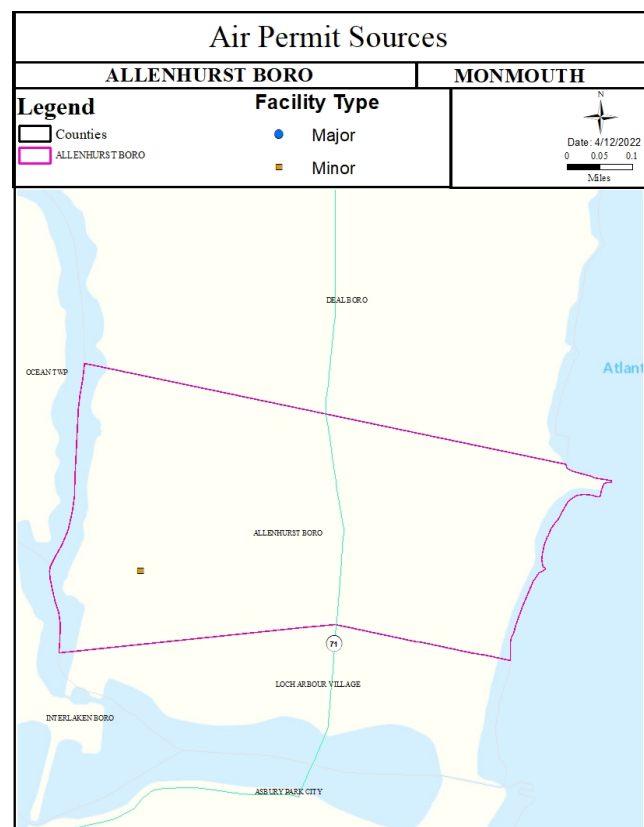 Air Permit Sources
ALLENHURST BORO
MONMOUTH
Legend
Counties
ALLENHURST BORO
Facility Type
Major
Minor
N
Date: 4/12/2022
0 0.05 0.1
Miles
DEAL BORO
OCEAN TWP
Atlant
ALLENHURST BORO
71
LOCH ARBOUR VILLAGE
INTERLAKEN BORO
ASBURY PARK CITY